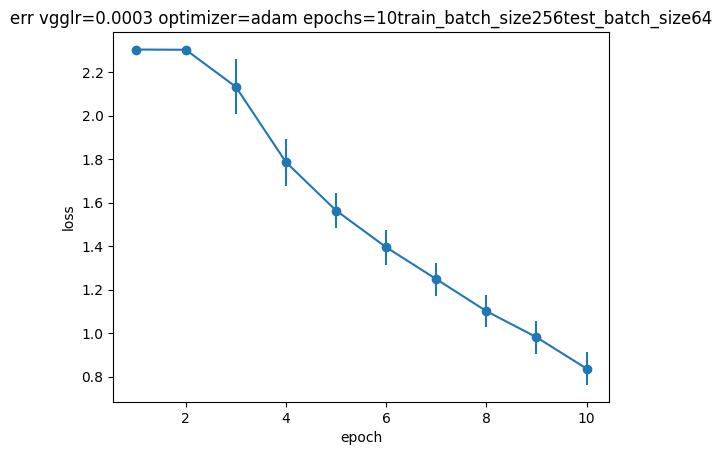 err vgglr=0.0003 optimizer=adam epochs=10train_batch_size256test_batch_size64
2.2
2.0
1.8
1.6
1.4
1.2
1.0
0.8
loss
2 4 6 8 10
epoch